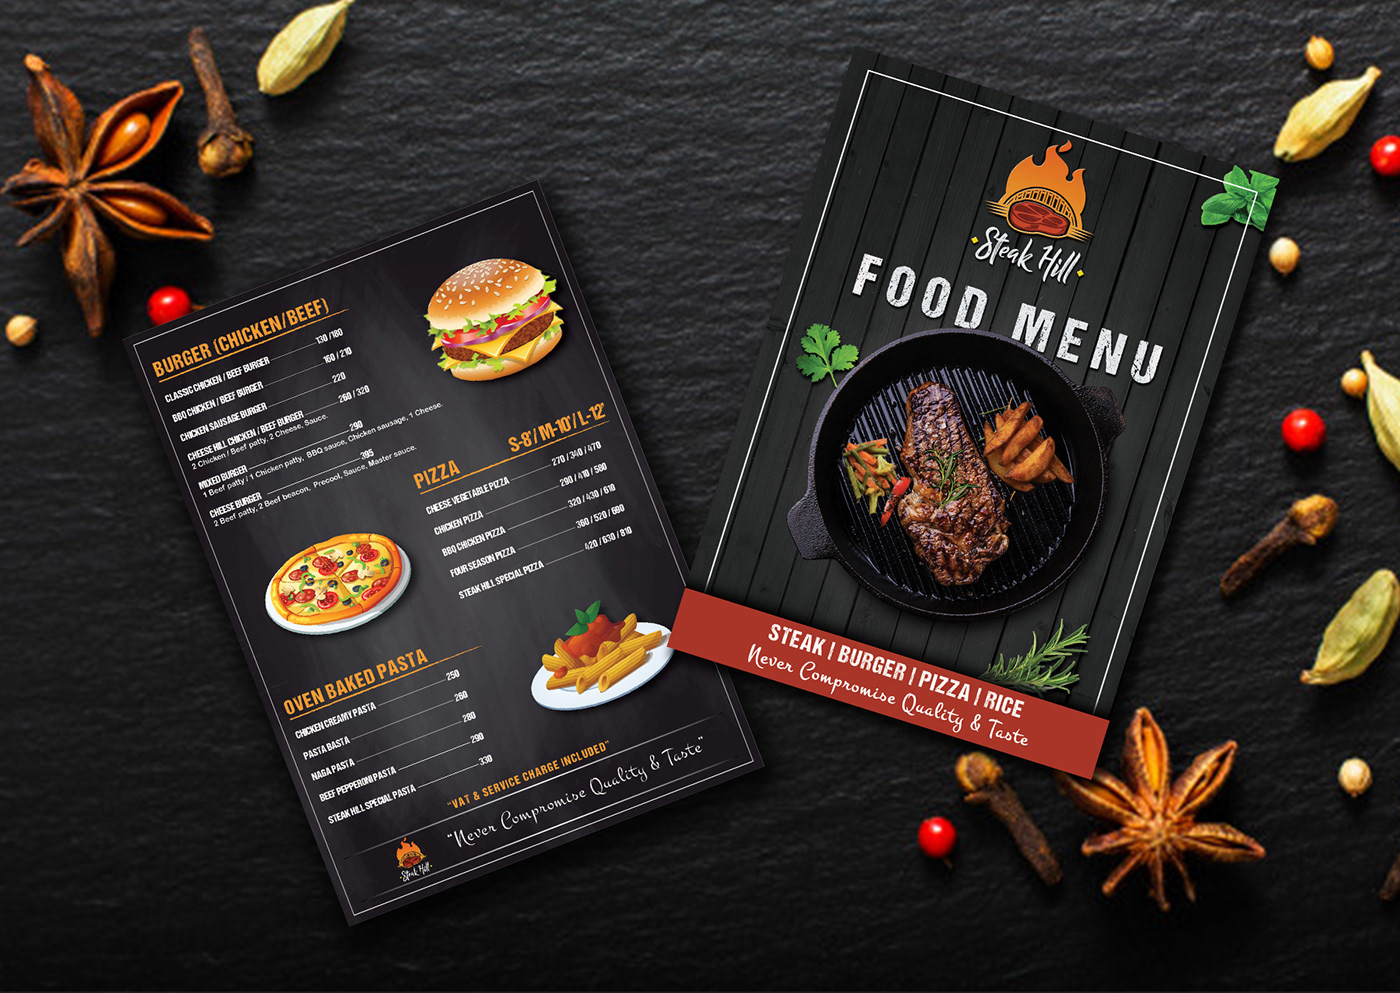 BURGER (CHICKEN/BEEF)
CLASSIC CHICKEN / BEEF BURGER 130 /180
BBQ CHICKEN / BEEF BURGER 160 / 210
CHICKEN SAUSAGE BURGER 220
CHEESE HILL CHICKEN / BEEF BURGER 260 / 320
2 Chicken / Beef patty, 2 Cheese, Sauce.
MIXED BURGER 290
1 Beef patty / 1 Chicken patty, BBQ sauce, Chicken sausage, 1 Cheese.
CHEESE BURGER 395
2 Beef patty, 2 Beef beacon, Precool, Sauce, Master sauce.
PIZZA S-8'/ M-10'/ L-12'
CHEESE VEGETABLE PIZZA 270 / 340 / 470
CHICKEN PIZZA 290 / 410 / 580
BBQ CHICKEN PIZZA 320 / 430 / 610
FOUR SEASON PIZZA 360 / 520 / 690
STEAK HILL SPECIAL PIZZA 420 / 630 / 810
OVEN BAKED PASTA
CHICKEN CREAMY PASTA 250
PASTA BASTA 260
NAGA PASTA 280
BEEF PEPPERONI PASTA 290
STEAK HILL SPECIAL PASTA 330
"VAT & SERVICE CHARGE INCLUDED"
"Never Compromise Quality & Taste"
Steak Hill
Steak Hill
FOOD MENU
STEAK | BURGER | PIZZA | RICE
Never Compromise Quality & Taste